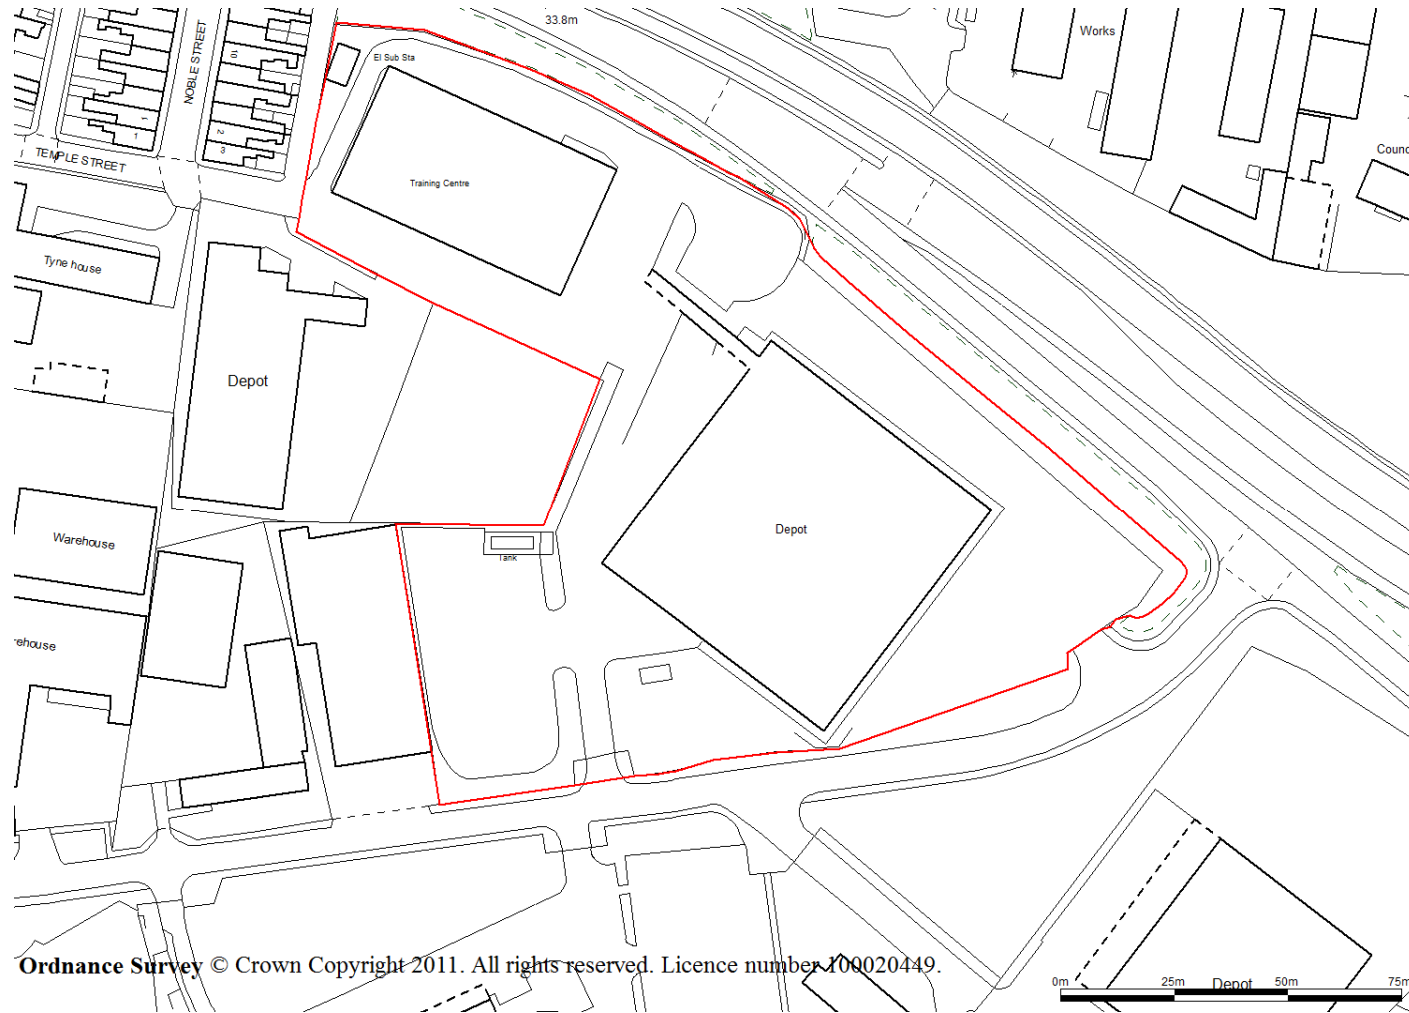 33.8m
Works
NOBLE STREET
10
El Sub Sta
1
1
2
3
TEMPLE STREET
Counc
Training Centre
Tyne house
Depot
Depot
Warehouse
Tank
ehouse
Ordnance Survey © Crown Copyright 2011. All rights reserved. Licence number 100020449.
0m 25m 50m 75m
Depot